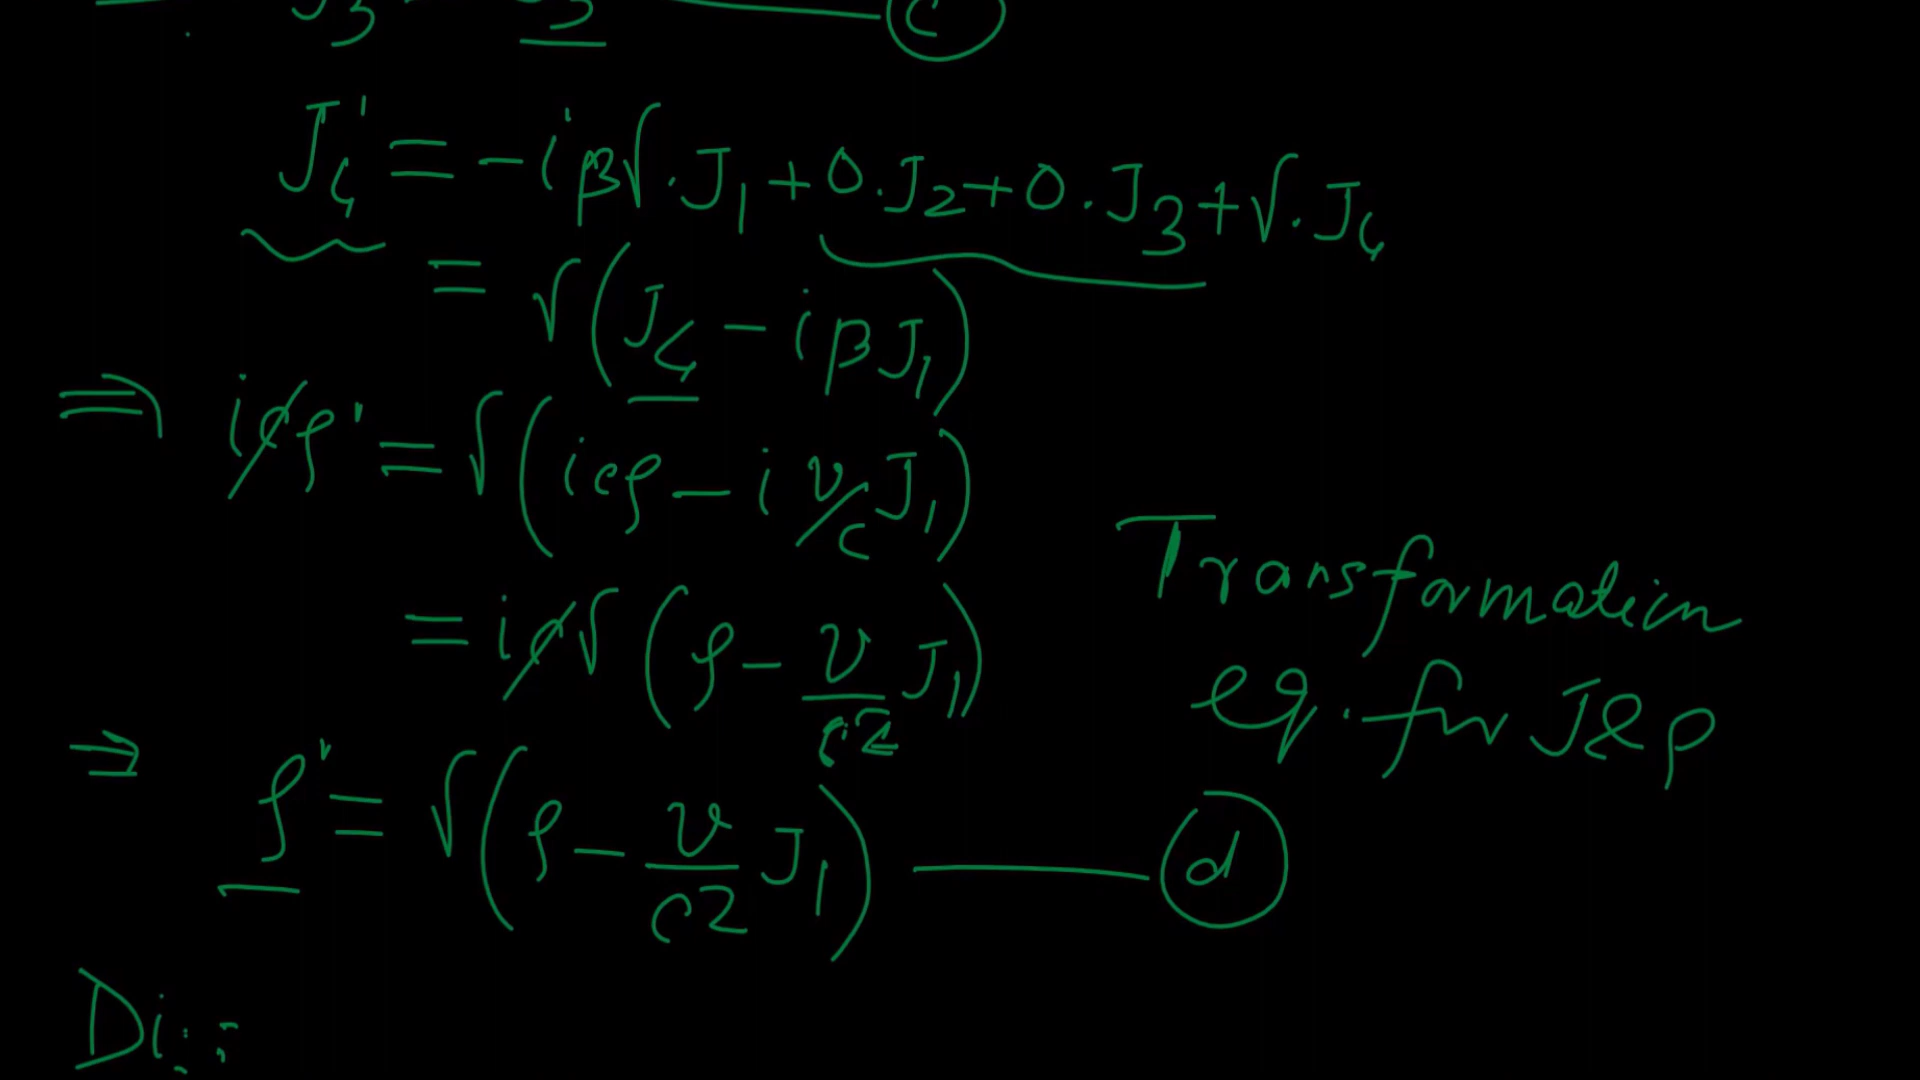 J₃ ... ⓒ
J₄' = -iβγ.J₁ + 0.J₂ + 0.J₃ + γ.J₄
= γ(J₄ - iβJ₁)
⇒ icρ' = γ(icρ - i v/c J₁)
= icγ(ρ - v/c² J₁)
Transformation
eq. for J & ρ
⇒ ρ' = γ(ρ - v/c² J₁) — ⓓ